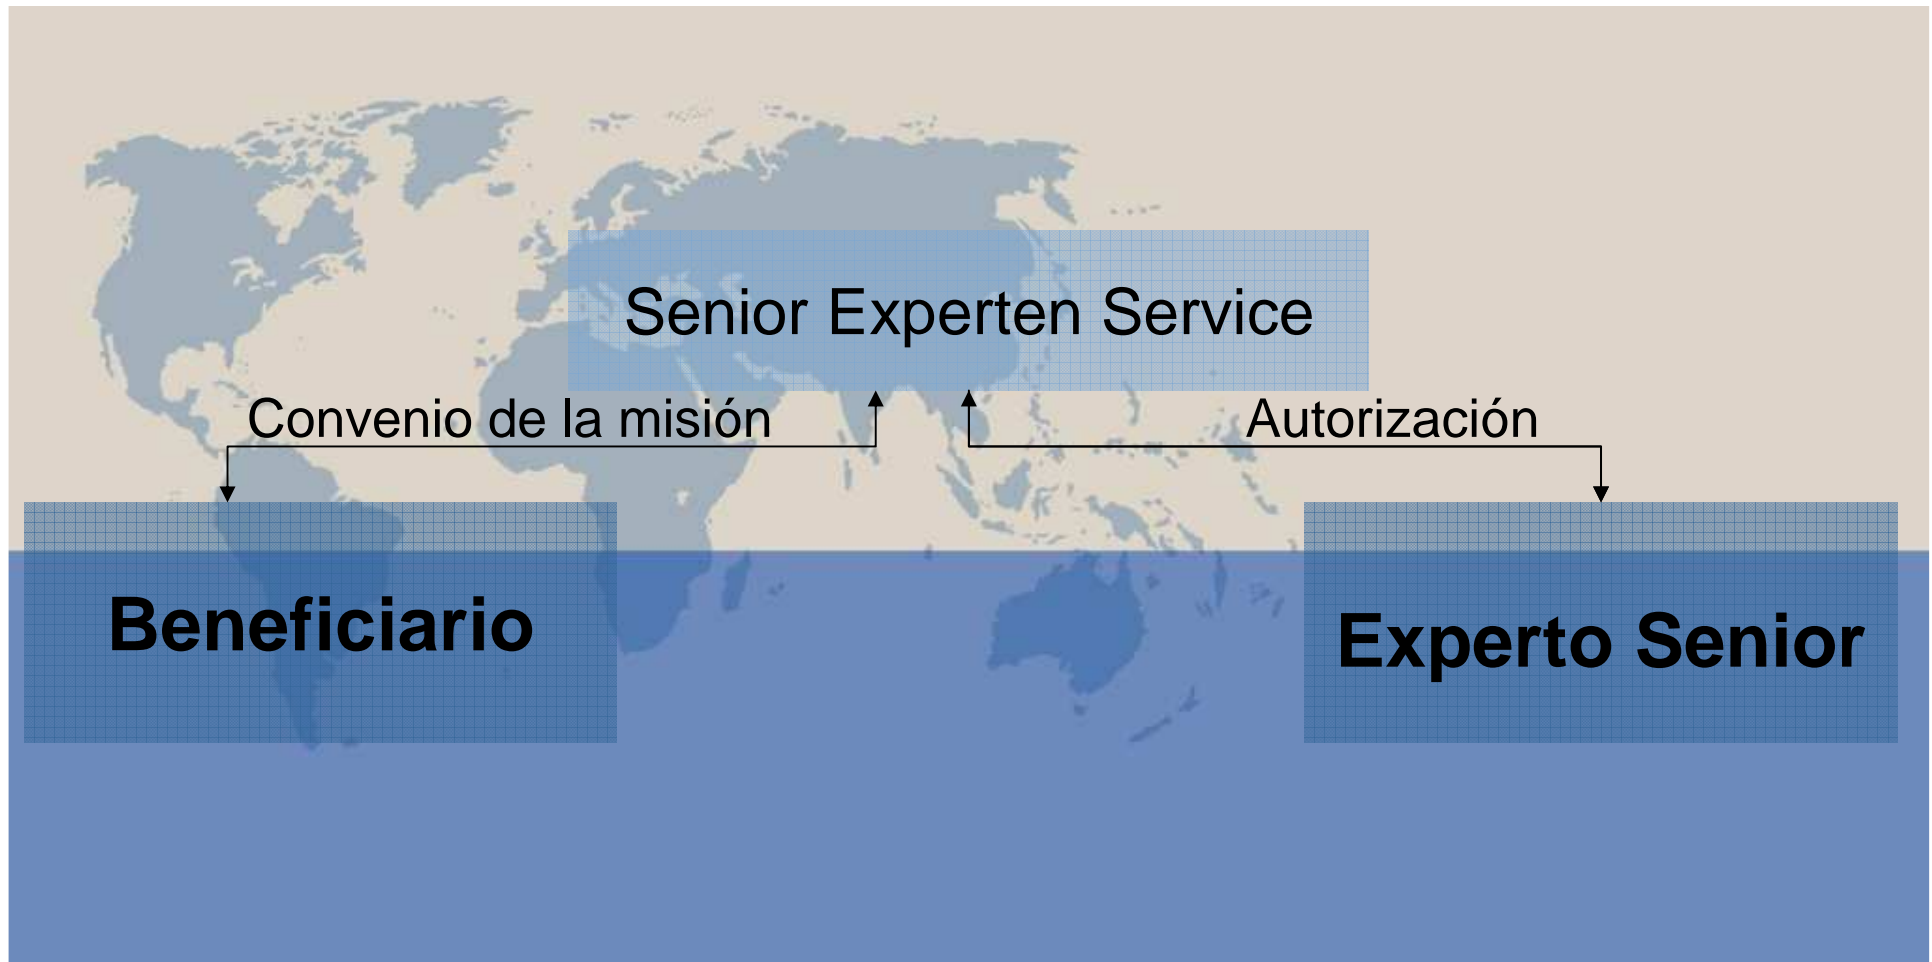 Senior Experten Service
Convenio de la misión
Autorización
Beneficiario
Experto Senior